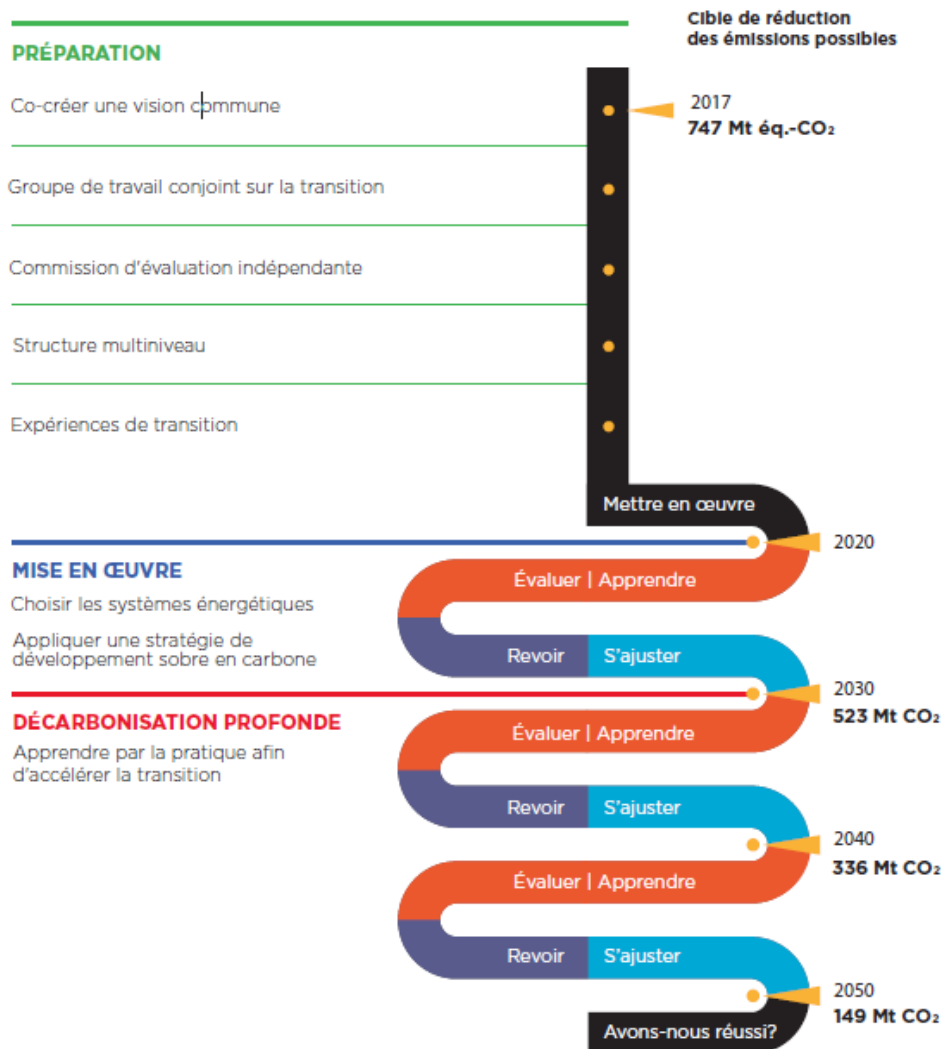 Cible de réduction
des émissions possibles
PRÉPARATION
Co-créer une vision commune
2017
747 Mt éq.-CO₂
Groupe de travail conjoint sur la transition
Commission d'évaluation indépendante
Structure multiniveau
Expériences de transition
Mettre en œuvre
2020
MISE EN ŒUVRE
Évaluer | Apprendre
Choisir les systèmes énergétiques
Appliquer une stratégie de
développement sobre en carbone
Revoir
S'ajuster
2030
523 Mt CO₂
DÉCARBONISATION PROFONDE
Évaluer | Apprendre
Apprendre par la pratique afin
d'accélérer la transition
Revoir
S'ajuster
2040
336 Mt CO₂
Évaluer | Apprendre
Revoir
S'ajuster
2050
149 Mt CO₂
Avons-nous réussi?